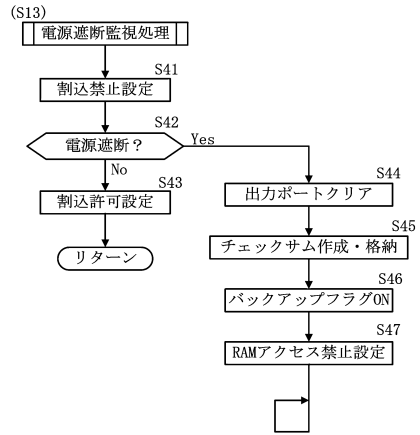 (S13)
電源遮断監視処理
S41
割込禁止設定
S42
電源遮断？
Yes
No
S43
割込許可設定
リターン
S44
出力ポートクリア
S45
チェックサム作成・格納
S46
バックアップフラグON
S47
RAMアクセス禁止設定